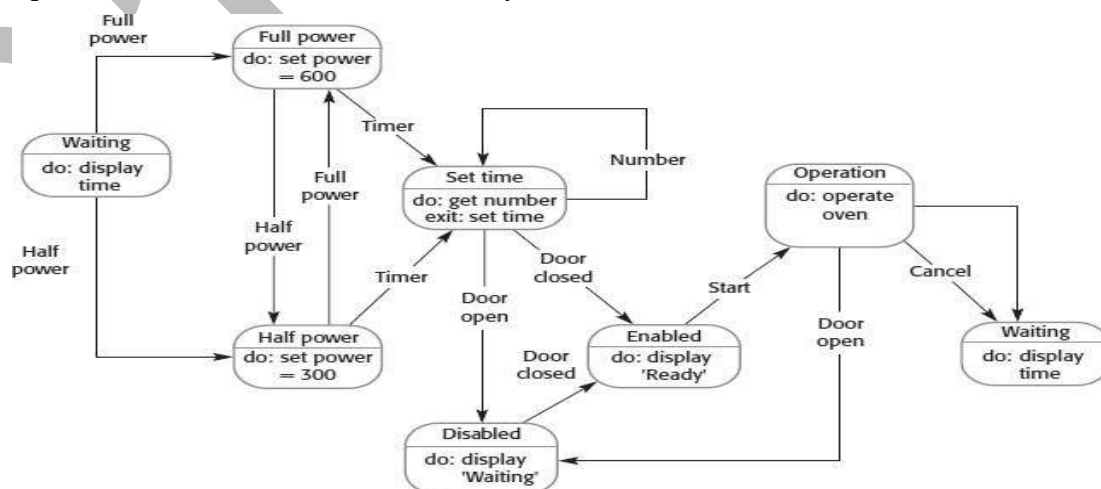 Full
power
Full power
do: set power
= 600
Timer
Waiting
do: display
time
Full
power
Half
power
Number
Set time
do: get number
exit: set time
Operation
do: operate
oven
Half
power
Timer
Door
closed
Door
open
Start
Cancel
Door
open
Half power
do: set power
= 300
Enabled
do: display
'Ready'
Door
closed
Waiting
do: display
time
Disabled
do: display
'Waiting'